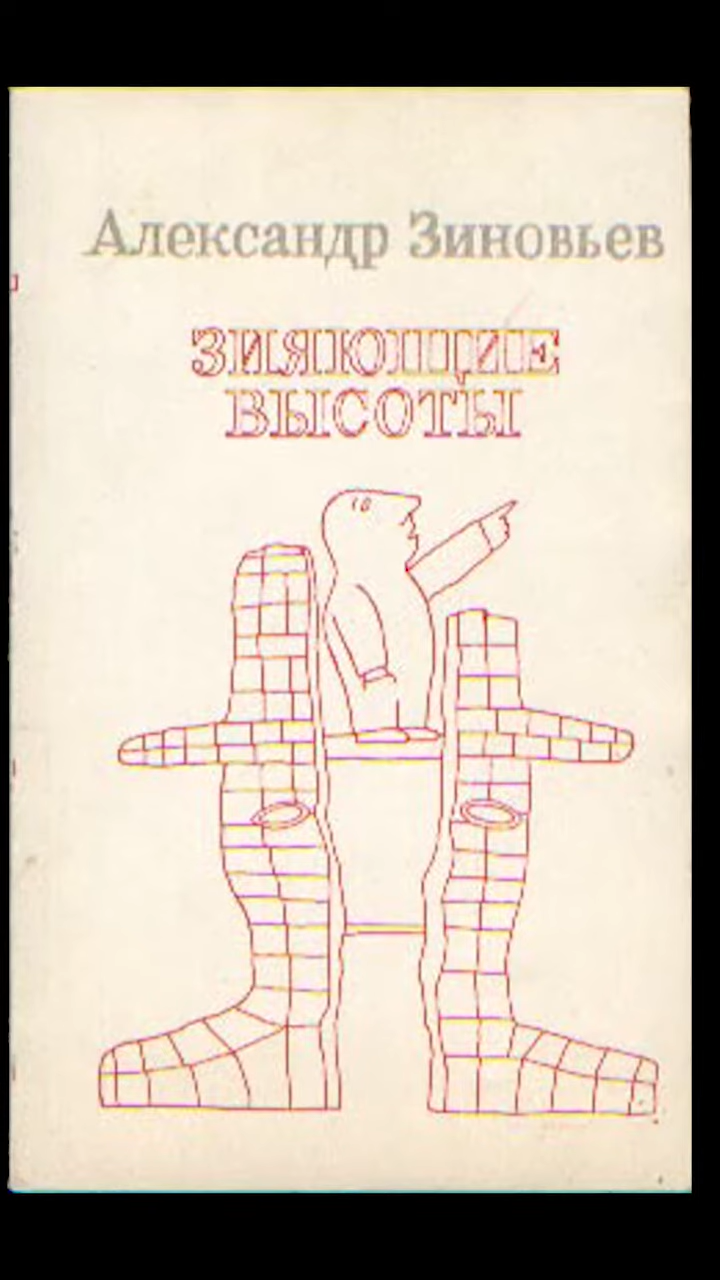 Александр Зиновьев
ЗИЯЮЩИЕ
ВЫСОТЫ